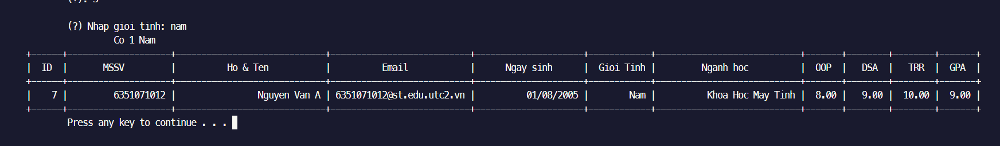 (?) Nhap gioi tinh: nam
Co 1 Nam
| ID | MSSV | Ho & Ten | Email | Ngay sinh | Gioi Tinh | Nganh hoc | OOP | DSA | TRR | GPA |
| 7 | 6351071012 | Nguyen Van A | 6351071012@st.edu.utc2.vn | 01/08/2005 | Nam | Khoa Hoc May Tinh | 8.00 | 9.00 | 10.00 | 9.00 |
Press any key to continue . . .